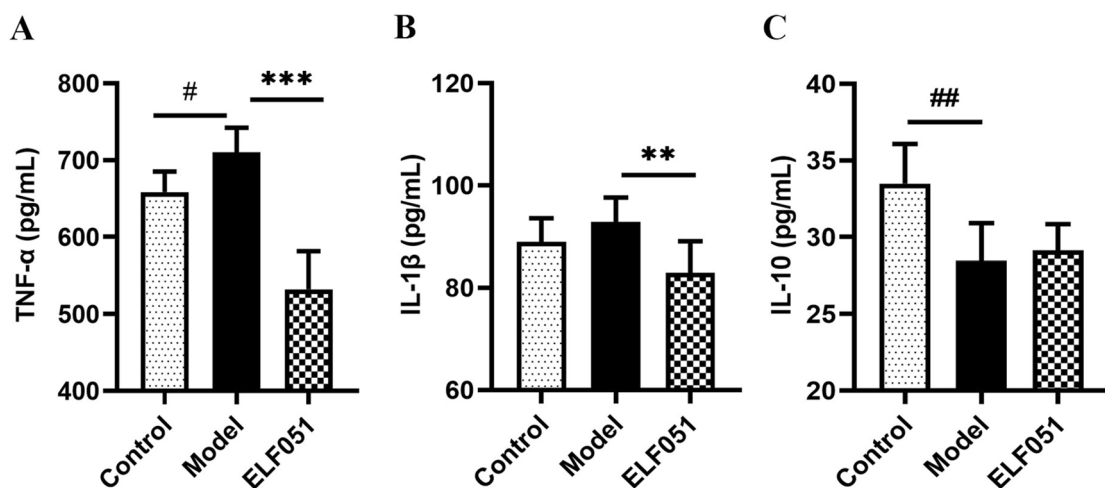 A
TNF-α (pg/mL)
800
700
600
500
400
#
***
Control
Model
ELF051
B
IL-1β (pg/mL)
120
100
80
60
**
Control
Model
ELF051
C
IL-10 (pg/mL)
40
35
30
25
20
##
Control
Model
ELF051